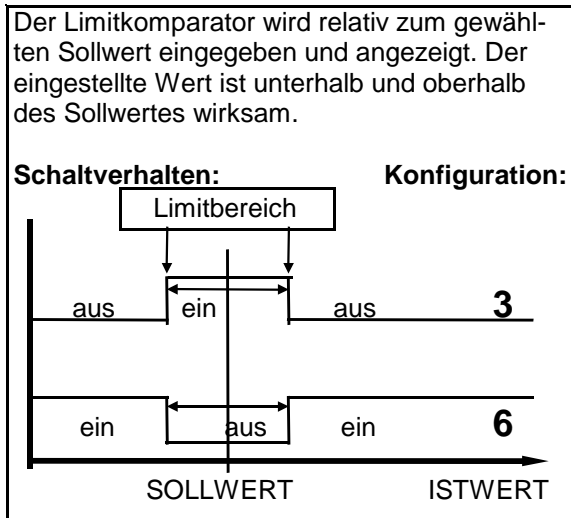 Der Limitkomparator wird relativ zum gewähl-
ten Sollwert eingegeben und angezeigt. Der
eingestellte Wert ist unterhalb und oberhalb
des Sollwertes wirksam.
Schaltverhalten: Konfiguration:
Limitbereich
aus ein aus 3
ein aus ein 6
SOLLWERT ISTWERT